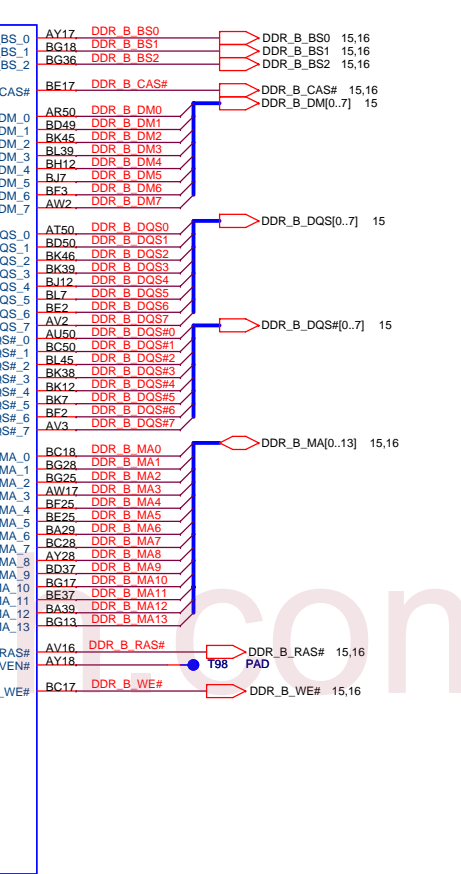 BS_0 AY17 DDR_B_BS0 DDR_B_BS0 15,16
BS_1 BG18 DDR_B_BS1 DDR_B_BS1 15,16
BS_2 BG36 DDR_B_BS2 DDR_B_BS2 15,16
CAS# BE17 DDR_B_CAS# DDR_B_CAS# 15,16
DDR_B_DM[0..7] 15
DM_0 AR50 DDR_B_DM0
DM_1 BD49 DDR_B_DM1
DM_2 BK45 DDR_B_DM2
DM_3 BL39 DDR_B_DM3
DM_4 BH12 DDR_B_DM4
DM_5 BJ7 DDR_B_DM5
DM_6 BF3 DDR_B_DM6
DM_7 AW2 DDR_B_DM7
DDR_B_DQS[0..7] 15
QS_0 AT50 DDR_B_DQS0
QS_1 BD50 DDR_B_DQS1
QS_2 BK46 DDR_B_DQS2
QS_3 BK39 DDR_B_DQS3
QS_4 BJ12 DDR_B_DQS4
QS_5 BL7 DDR_B_DQS5
QS_6 BE2 DDR_B_DQS6
QS_7 AV2 DDR_B_DQS7
DDR_B_DQS#[0..7] 15
QS#_0 AU50 DDR_B_DQS#0
QS#_1 BC50 DDR_B_DQS#1
QS#_2 BL45 DDR_B_DQS#2
QS#_3 BK38 DDR_B_DQS#3
QS#_4 BK12 DDR_B_DQS#4
QS#_5 BK7 DDR_B_DQS#5
QS#_6 BF2 DDR_B_DQS#6
QS#_7 AV3 DDR_B_DQS#7
DDR_B_MA[0..13] 15,16
MA_0 BC18 DDR_B_MA0
MA_1 BG28 DDR_B_MA1
MA_2 BG25 DDR_B_MA2
MA_3 AW17 DDR_B_MA3
MA_4 BF25 DDR_B_MA4
MA_5 BE25 DDR_B_MA5
MA_6 BA29 DDR_B_MA6
MA_7 BC28 DDR_B_MA7
MA_8 AY28 DDR_B_MA8
MA_9 BD37 DDR_B_MA9
MA_10 BG17 DDR_B_MA10
MA_11 BE37 DDR_B_MA11
MA_12 BA39 DDR_B_MA12
MA_13 BG13 DDR_B_MA13
RAS# AV16 DDR_B_RAS# DDR_B_RAS# 15,16
VEN# AY18 T98 PAD
_WE# BC17 DDR_B_WE# DDR_B_WE# 15,16
h.com